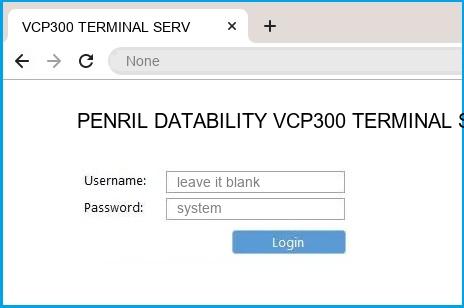 VCP300 TERMINAL SERV
None
PENRIL DATABILITY VCP300 TERMINAL S
Username: leave it blank
Password: system
Login